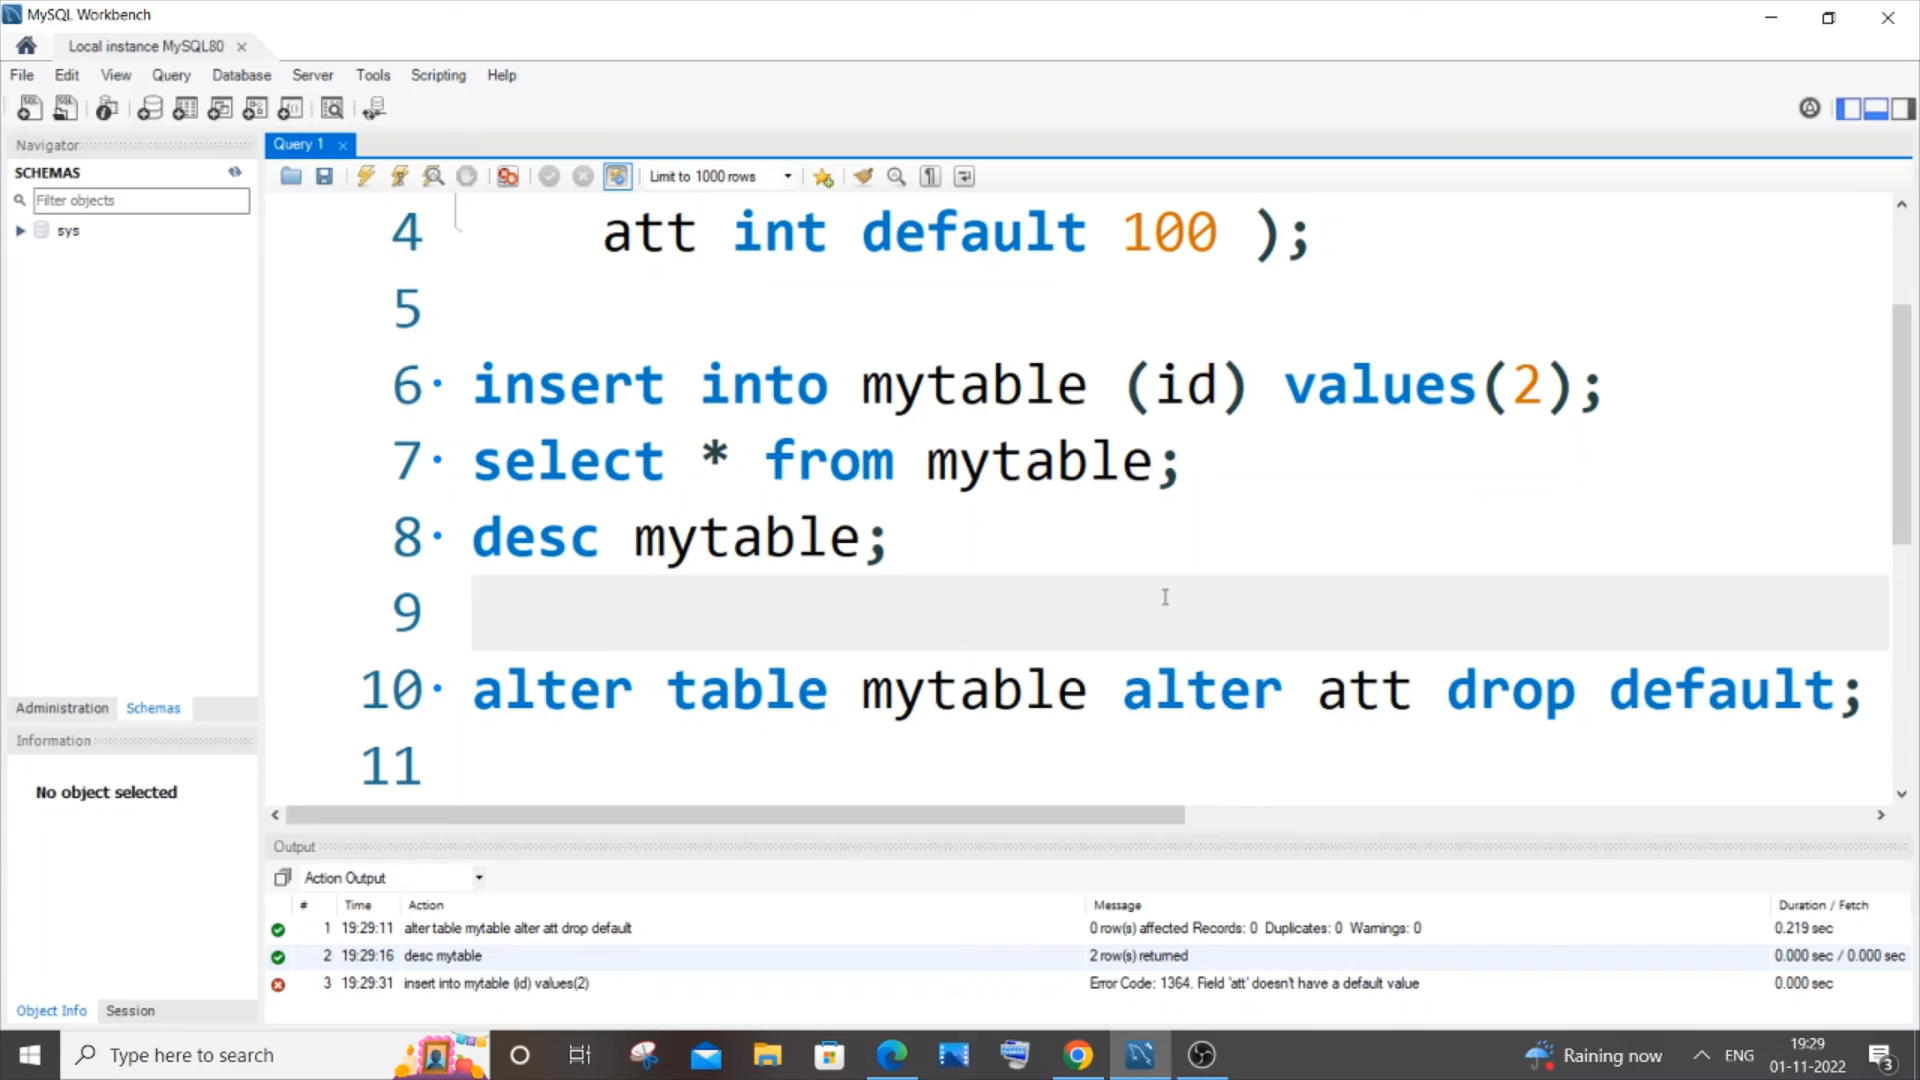 MySQL Workbench
Local instance MySQL80
File Edit View Query Database Server Tools Scripting Help
Navigator
SCHEMAS
Filter objects
sys
Administration Schemas
Information
No object selected
Object Info Session
Query 1
Limit to 1000 rows
4 att int default 100 );
5
6 insert into mytable (id) values(2);
7 select * from mytable;
8 desc mytable;
9
10 alter table mytable alter att drop default;
11
Output
Action Output
# Time Action Message Duration / Fetch
1 19:29:11 alter table mytable alter att drop default 0 row(s) affected Records: 0 Duplicates: 0 Warnings: 0 0.219 sec
2 19:29:16 desc mytable 2 row(s) returned 0.000 sec / 0.000 sec
3 19:29:31 insert into mytable (id) values(2) Error Code: 1364. Field 'att' doesn't have a default value 0.000 sec
Type here to search
Raining now
ENG
19:29
01-11-2022
3